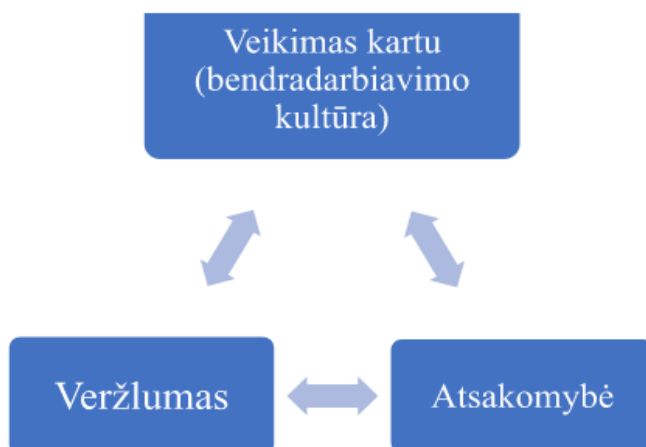 Veikimas kartu
(bendradarbiavimo
kultūra)
Veržlumas
Atsakomybė